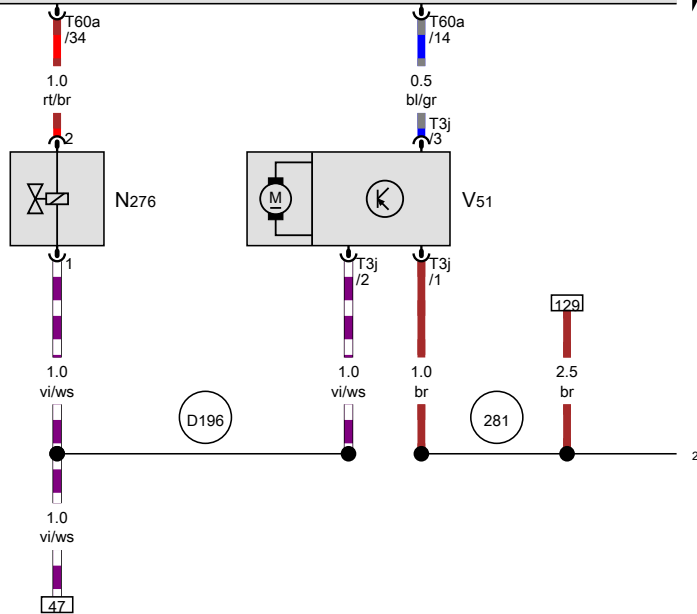 T60a
/34
T60a
/14
1.0
rt/br
0.5
bl/gr
2
T3j
/3
N276
M
V51
1
T3j
/2
T3j
/1
129
1.0
vi/ws
1.0
vi/ws
1.0
br
2.5
br
D196
281
2
1.0
vi/ws
47